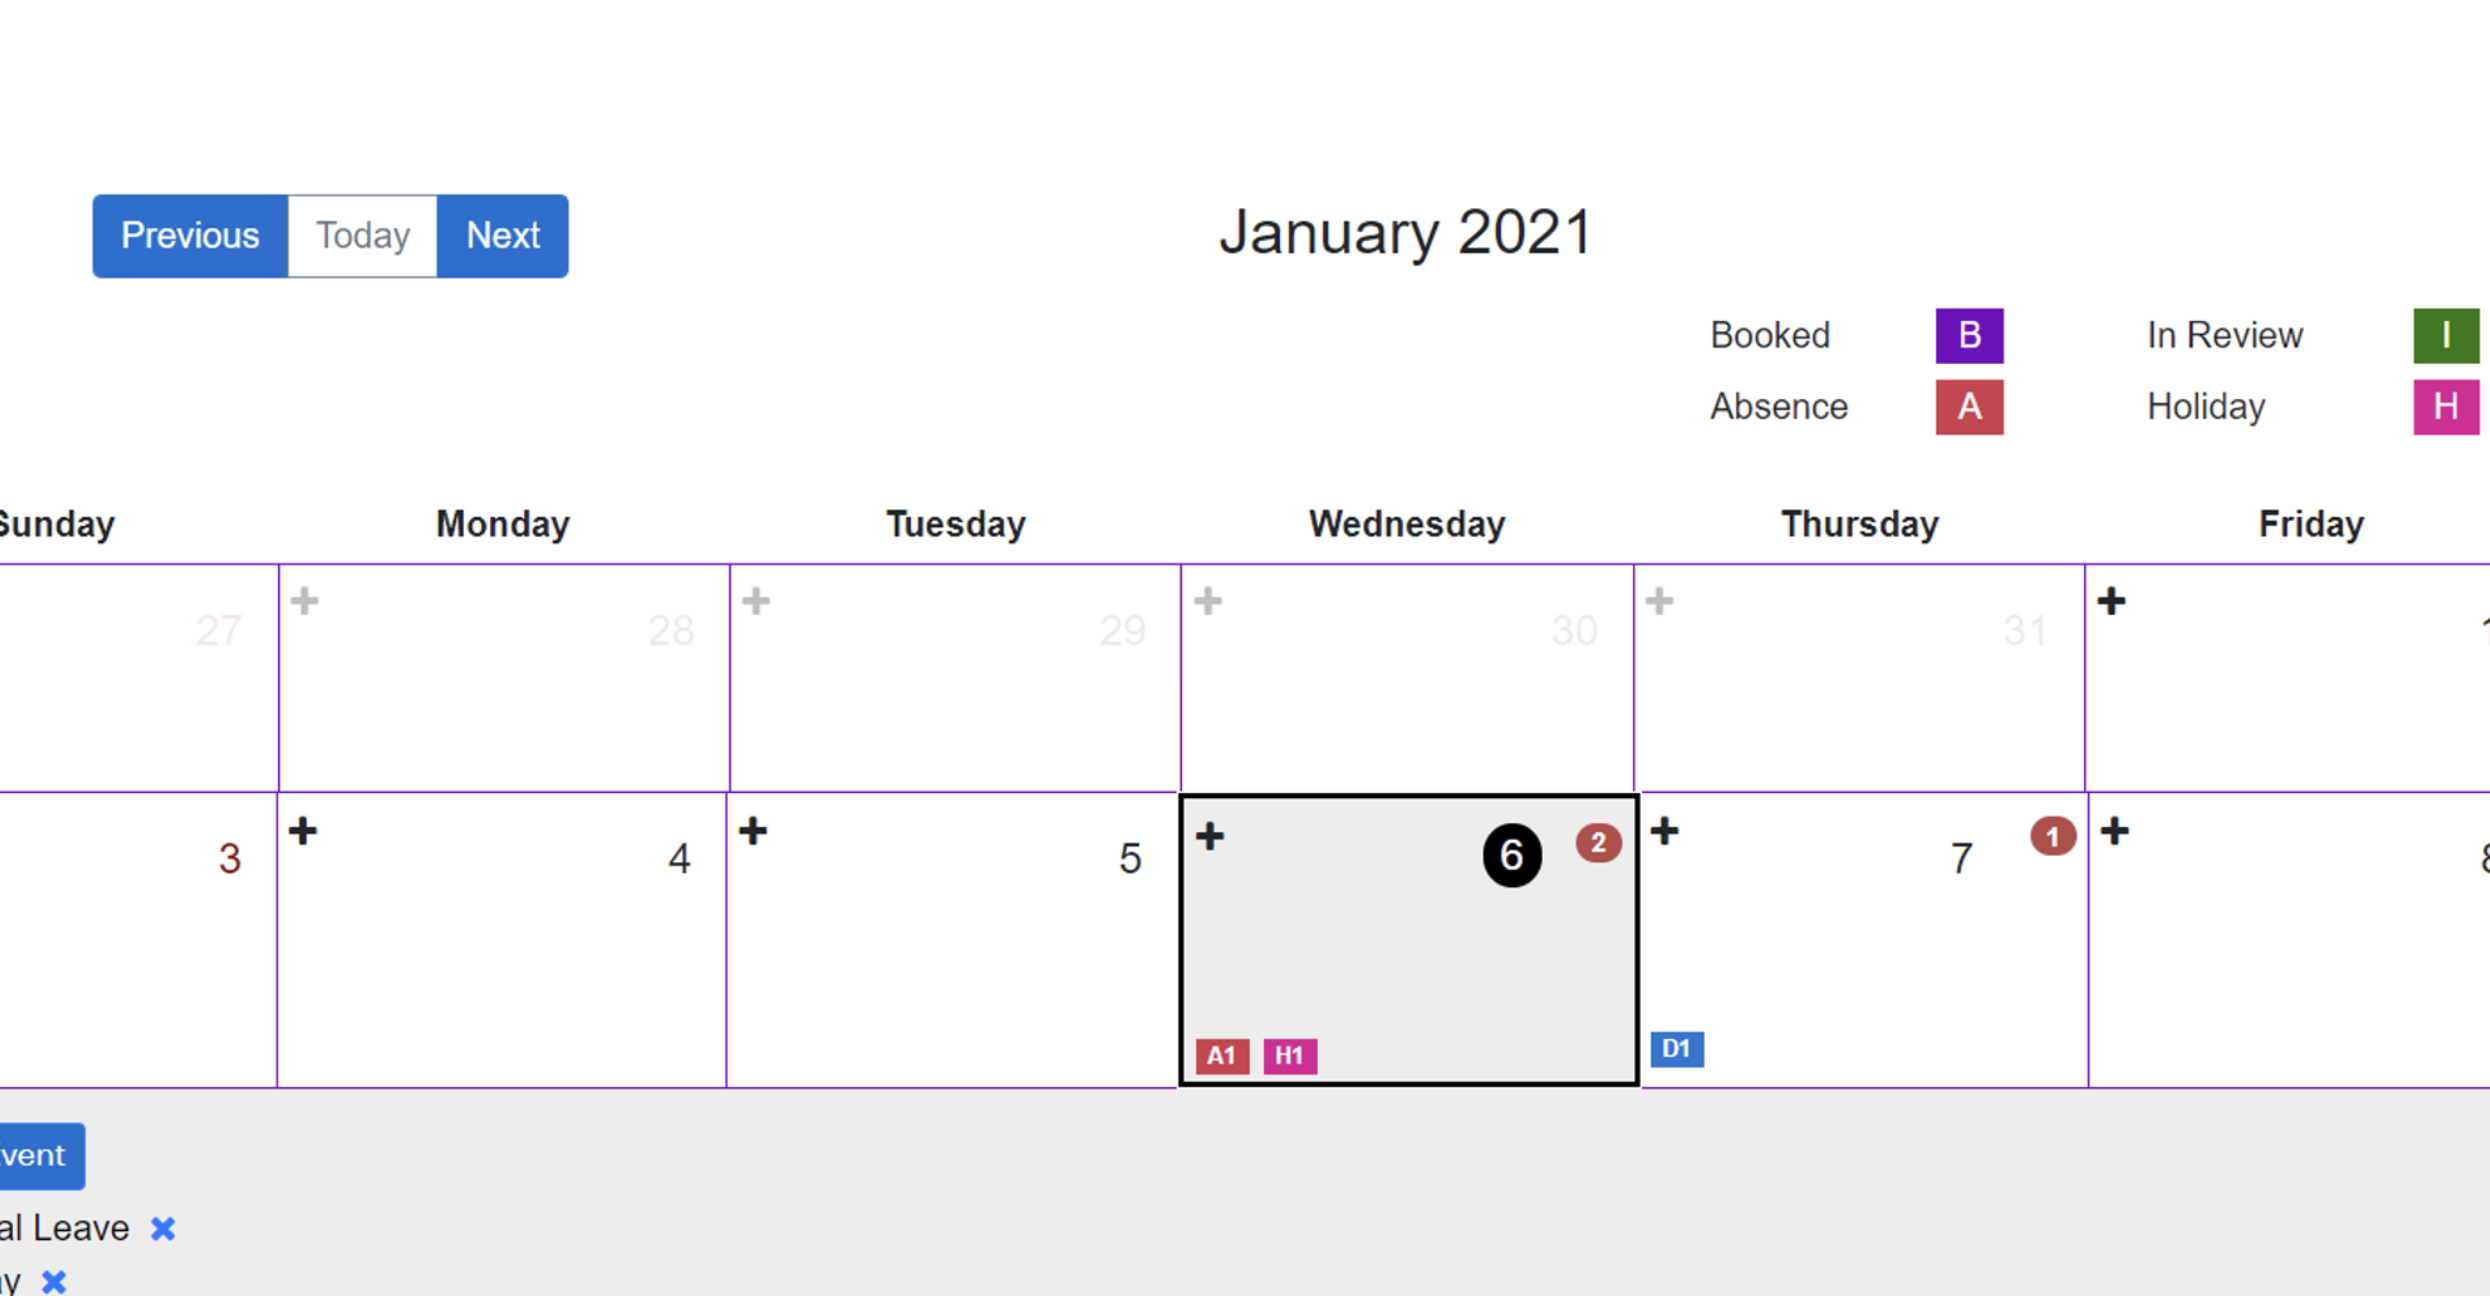 Previous Today Next
January 2021
Booked B In Review I
Absence A Holiday H
Sunday Monday Tuesday Wednesday Thursday Friday
27 28 29 30 31 1
3 4 5 6 2 7 1 8
A1 H1 D1
vent
al Leave